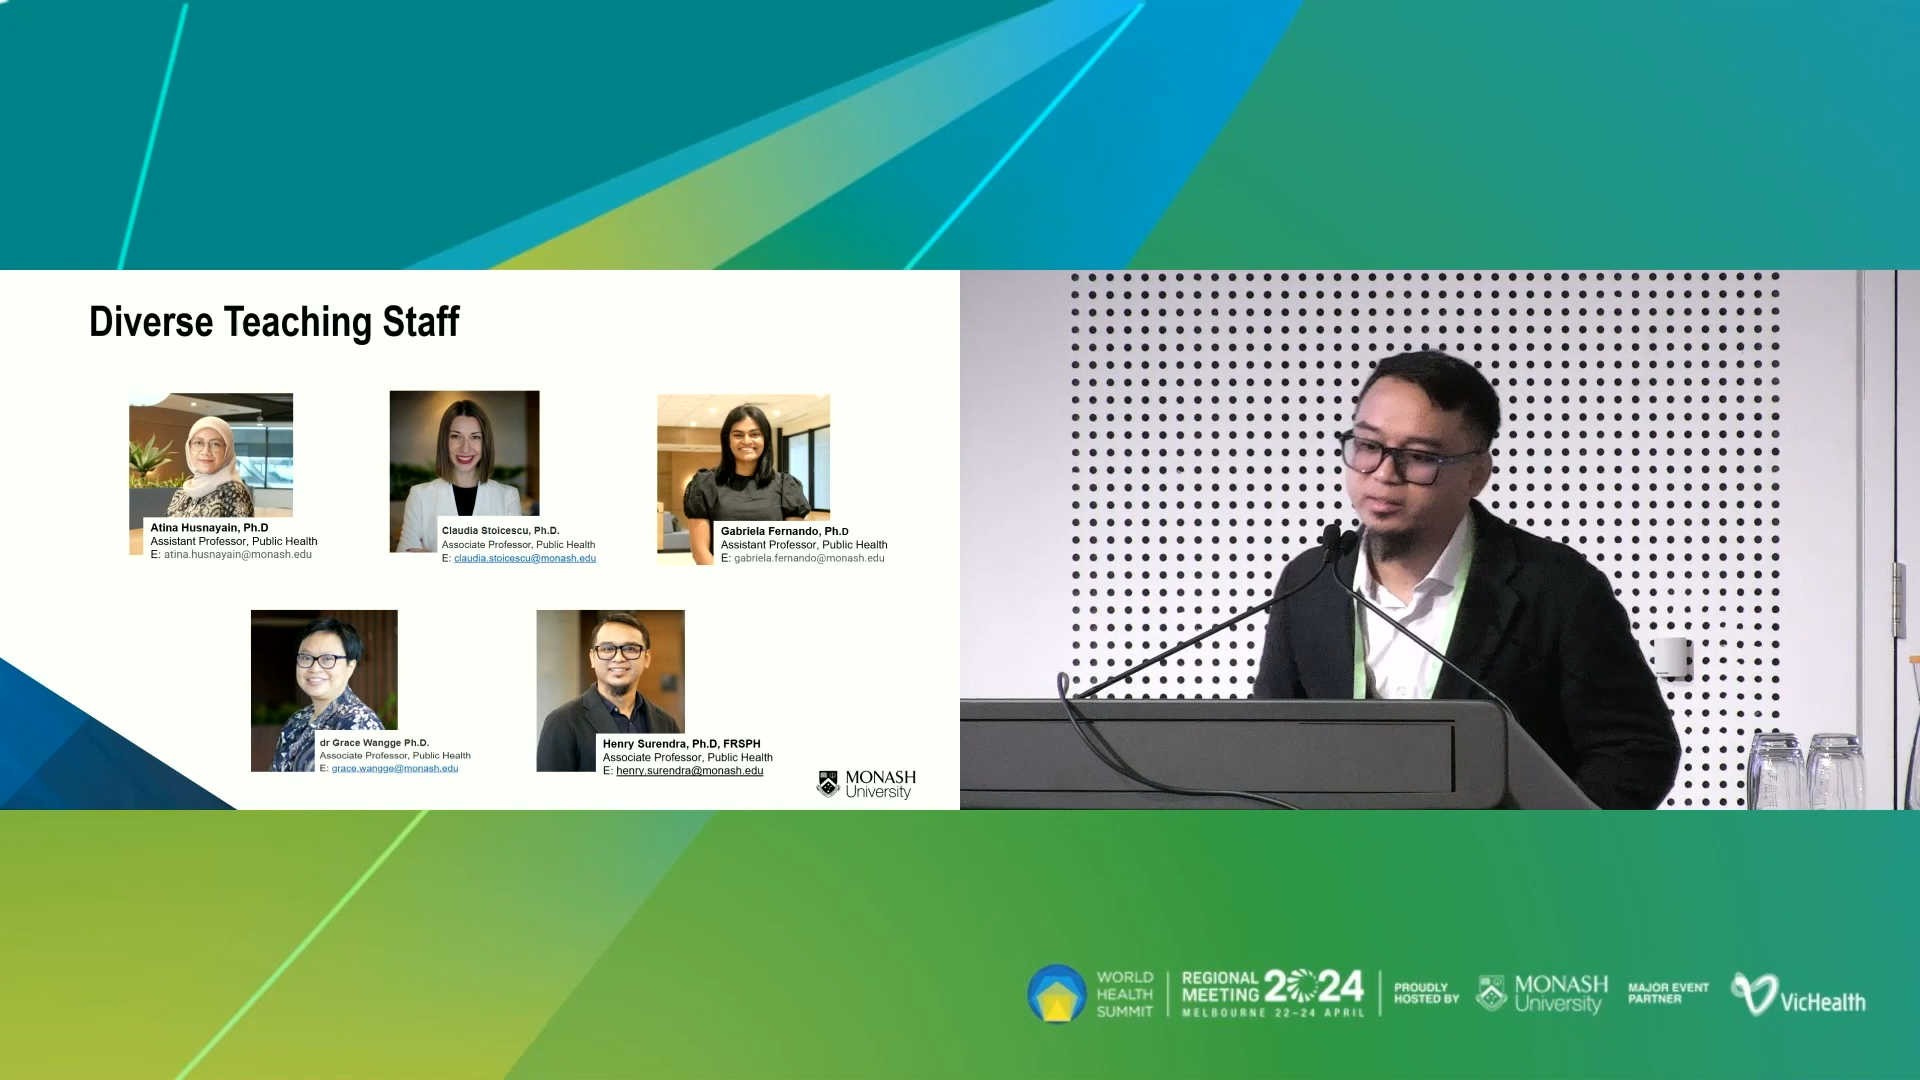 Diverse Teaching Staff
Atina Husnayain, Ph.D
Assistant Professor, Public Health
E: atina.husnayain@monash.edu
Claudia Stoicescu, Ph.D.
Associate Professor, Public Health
E: claudia.stoicescu@monash.edu
Gabriela Fernando, Ph.D
Assistant Professor, Public Health
E: gabriela.fernando@monash.edu
dr Grace Wangge Ph.D.
Associate Professor, Public Health
E: grace.wangge@monash.edu
Henry Surendra, Ph.D, FRSPH
Associate Professor, Public Health
E: henry.surendra@monash.edu
MONASH
University
WORLD
HEALTH
SUMMIT
REGIONAL
MEETING 2024
MELBOURNE 22–24 APRIL
PROUDLY
HOSTED BY
MONASH
University
MAJOR EVENT
PARTNER
VicHealth